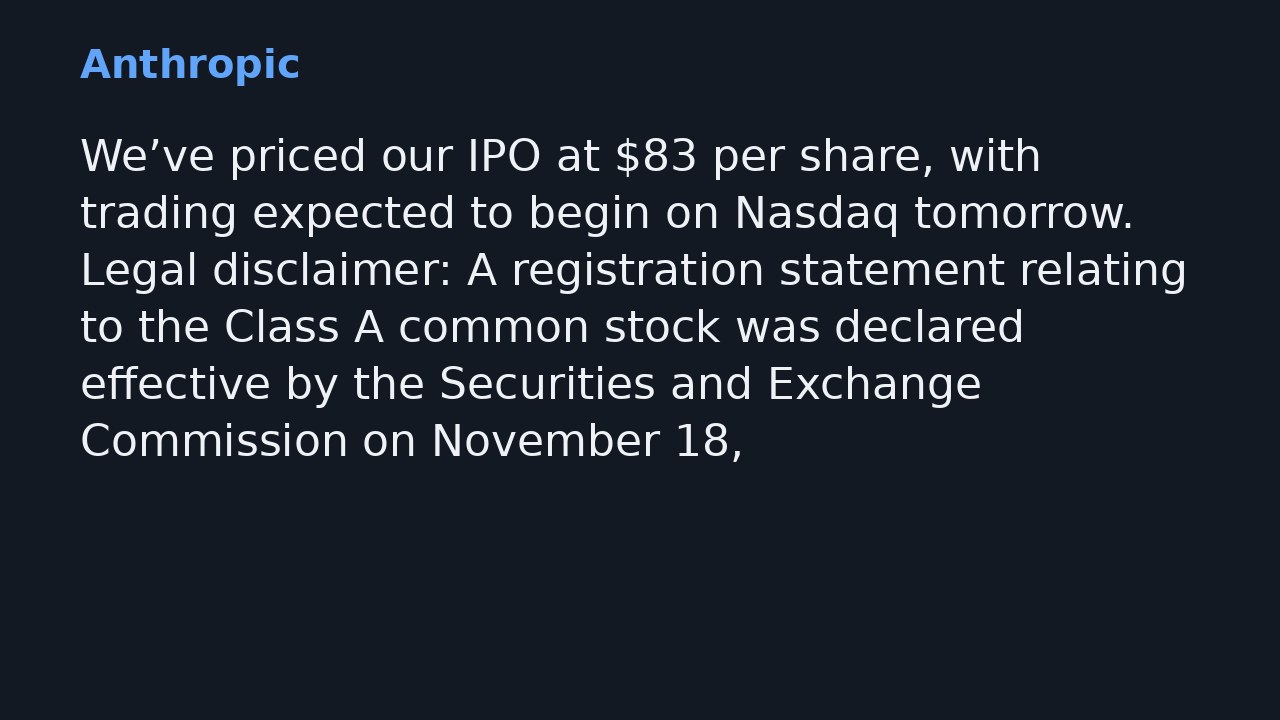 Anthropic
We’ve priced our IPO at $83 per share, with
trading expected to begin on Nasdaq tomorrow.
Legal disclaimer: A registration statement relating
to the Class A common stock was declared
effective by the Securities and Exchange
Commission on November 18,